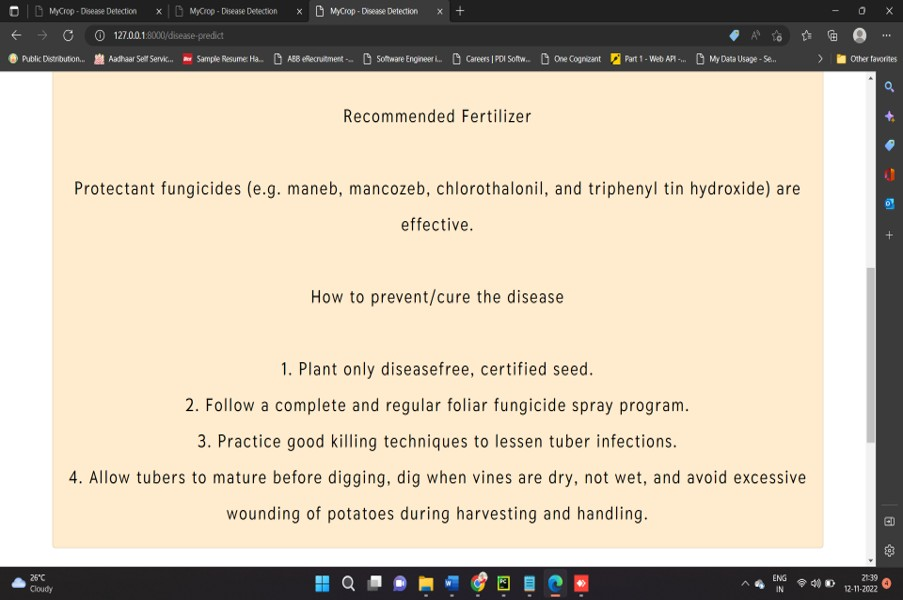 MyCrop - Disease Detection
MyCrop - Disease Detection
MyCrop - Disease Detection
127.0.0.1:8000/disease-predict
Public Distribution...
Aadhaar Self Servic...
Sample Resume: Ha...
ABB eRecruitment -...
Software Engineer i...
Careers | PDI Softw...
One Cognizant
Part 1 - Web API -...
My Data Usage - Se...
Other favorites
Recommended Fertilizer
Protectant fungicides (e.g. maneb, mancozeb, chlorothalonil, and triphenyl tin hydroxide) are
effective.
How to prevent/cure the disease
1. Plant only diseasefree, certified seed.
2. Follow a complete and regular foliar fungicide spray program.
3. Practice good killing techniques to lessen tuber infections.
4. Allow tubers to mature before digging, dig when vines are dry, not wet, and avoid excessive
wounding of potatoes during harvesting and handling.
26°C
Cloudy
ENG
IN
21:39
12-11-2022
4